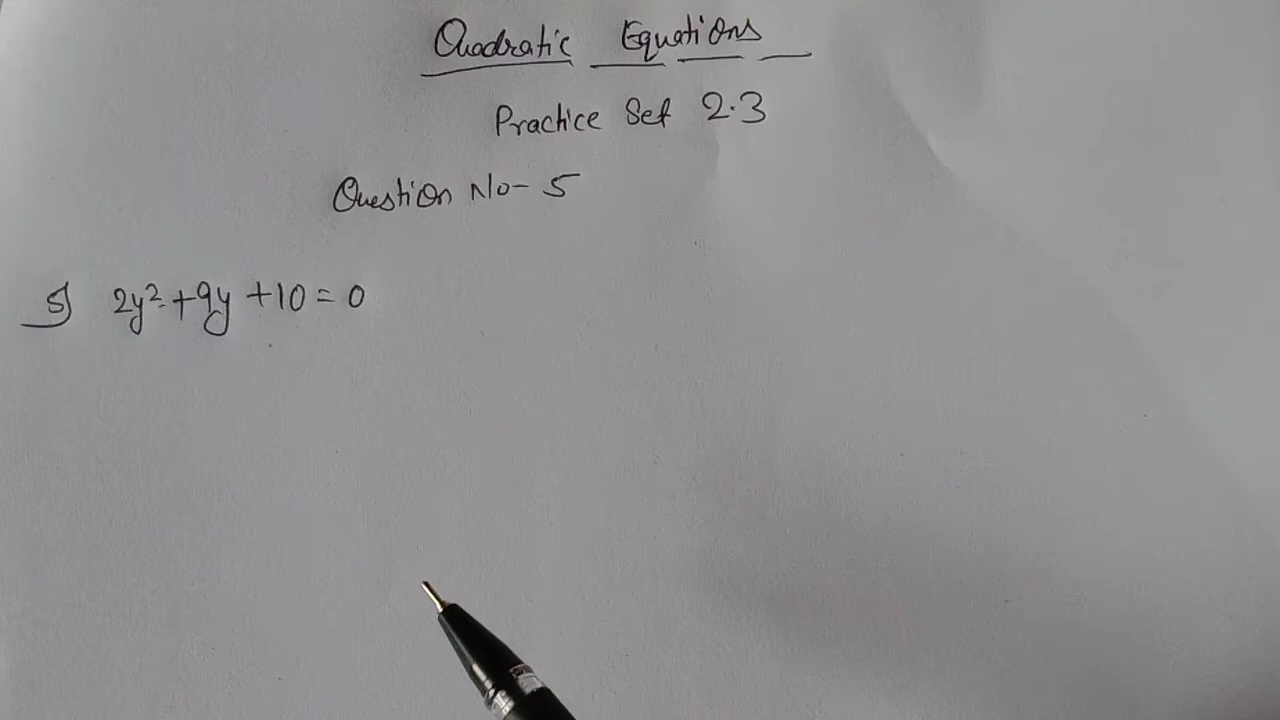 Quadratic Equations
Practice Set 2.3
Question No- 5
5) 2y² + 9y + 10 = 0